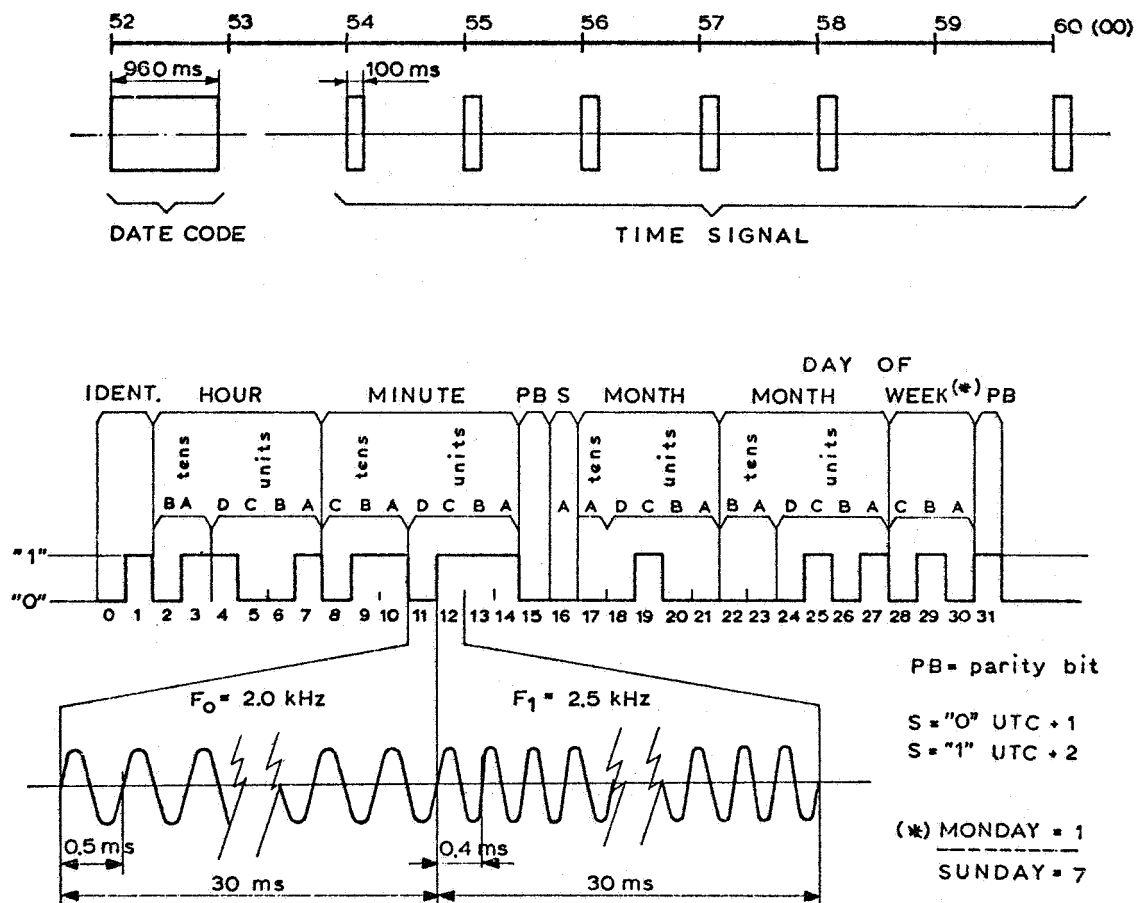 52 53 54 55 56 57 58 59 60 (00)
960 ms 100 ms
DATE CODE TIME SIGNAL
DAY OF
IDENT. HOUR MINUTE PB S MONTH MONTH WEEK (*) PB
tens units tens units tens units tens units
B A D C B A C B A D C B A A A D C B A B A D C B A C B A
"1"
"0"
0 1 2 3 4 5 6 7 8 9 10 11 12 13 14 15 16 17 18 19 20 21 22 23 24 25 26 27 28 29 30 31
PB = parity bit
F0 = 2.0 kHz F1 = 2.5 kHz
S = "0" UTC + 1
S = "1" UTC + 2
(*) MONDAY = 1
0.5 ms 0.4 ms
SUNDAY = 7
30 ms 30 ms